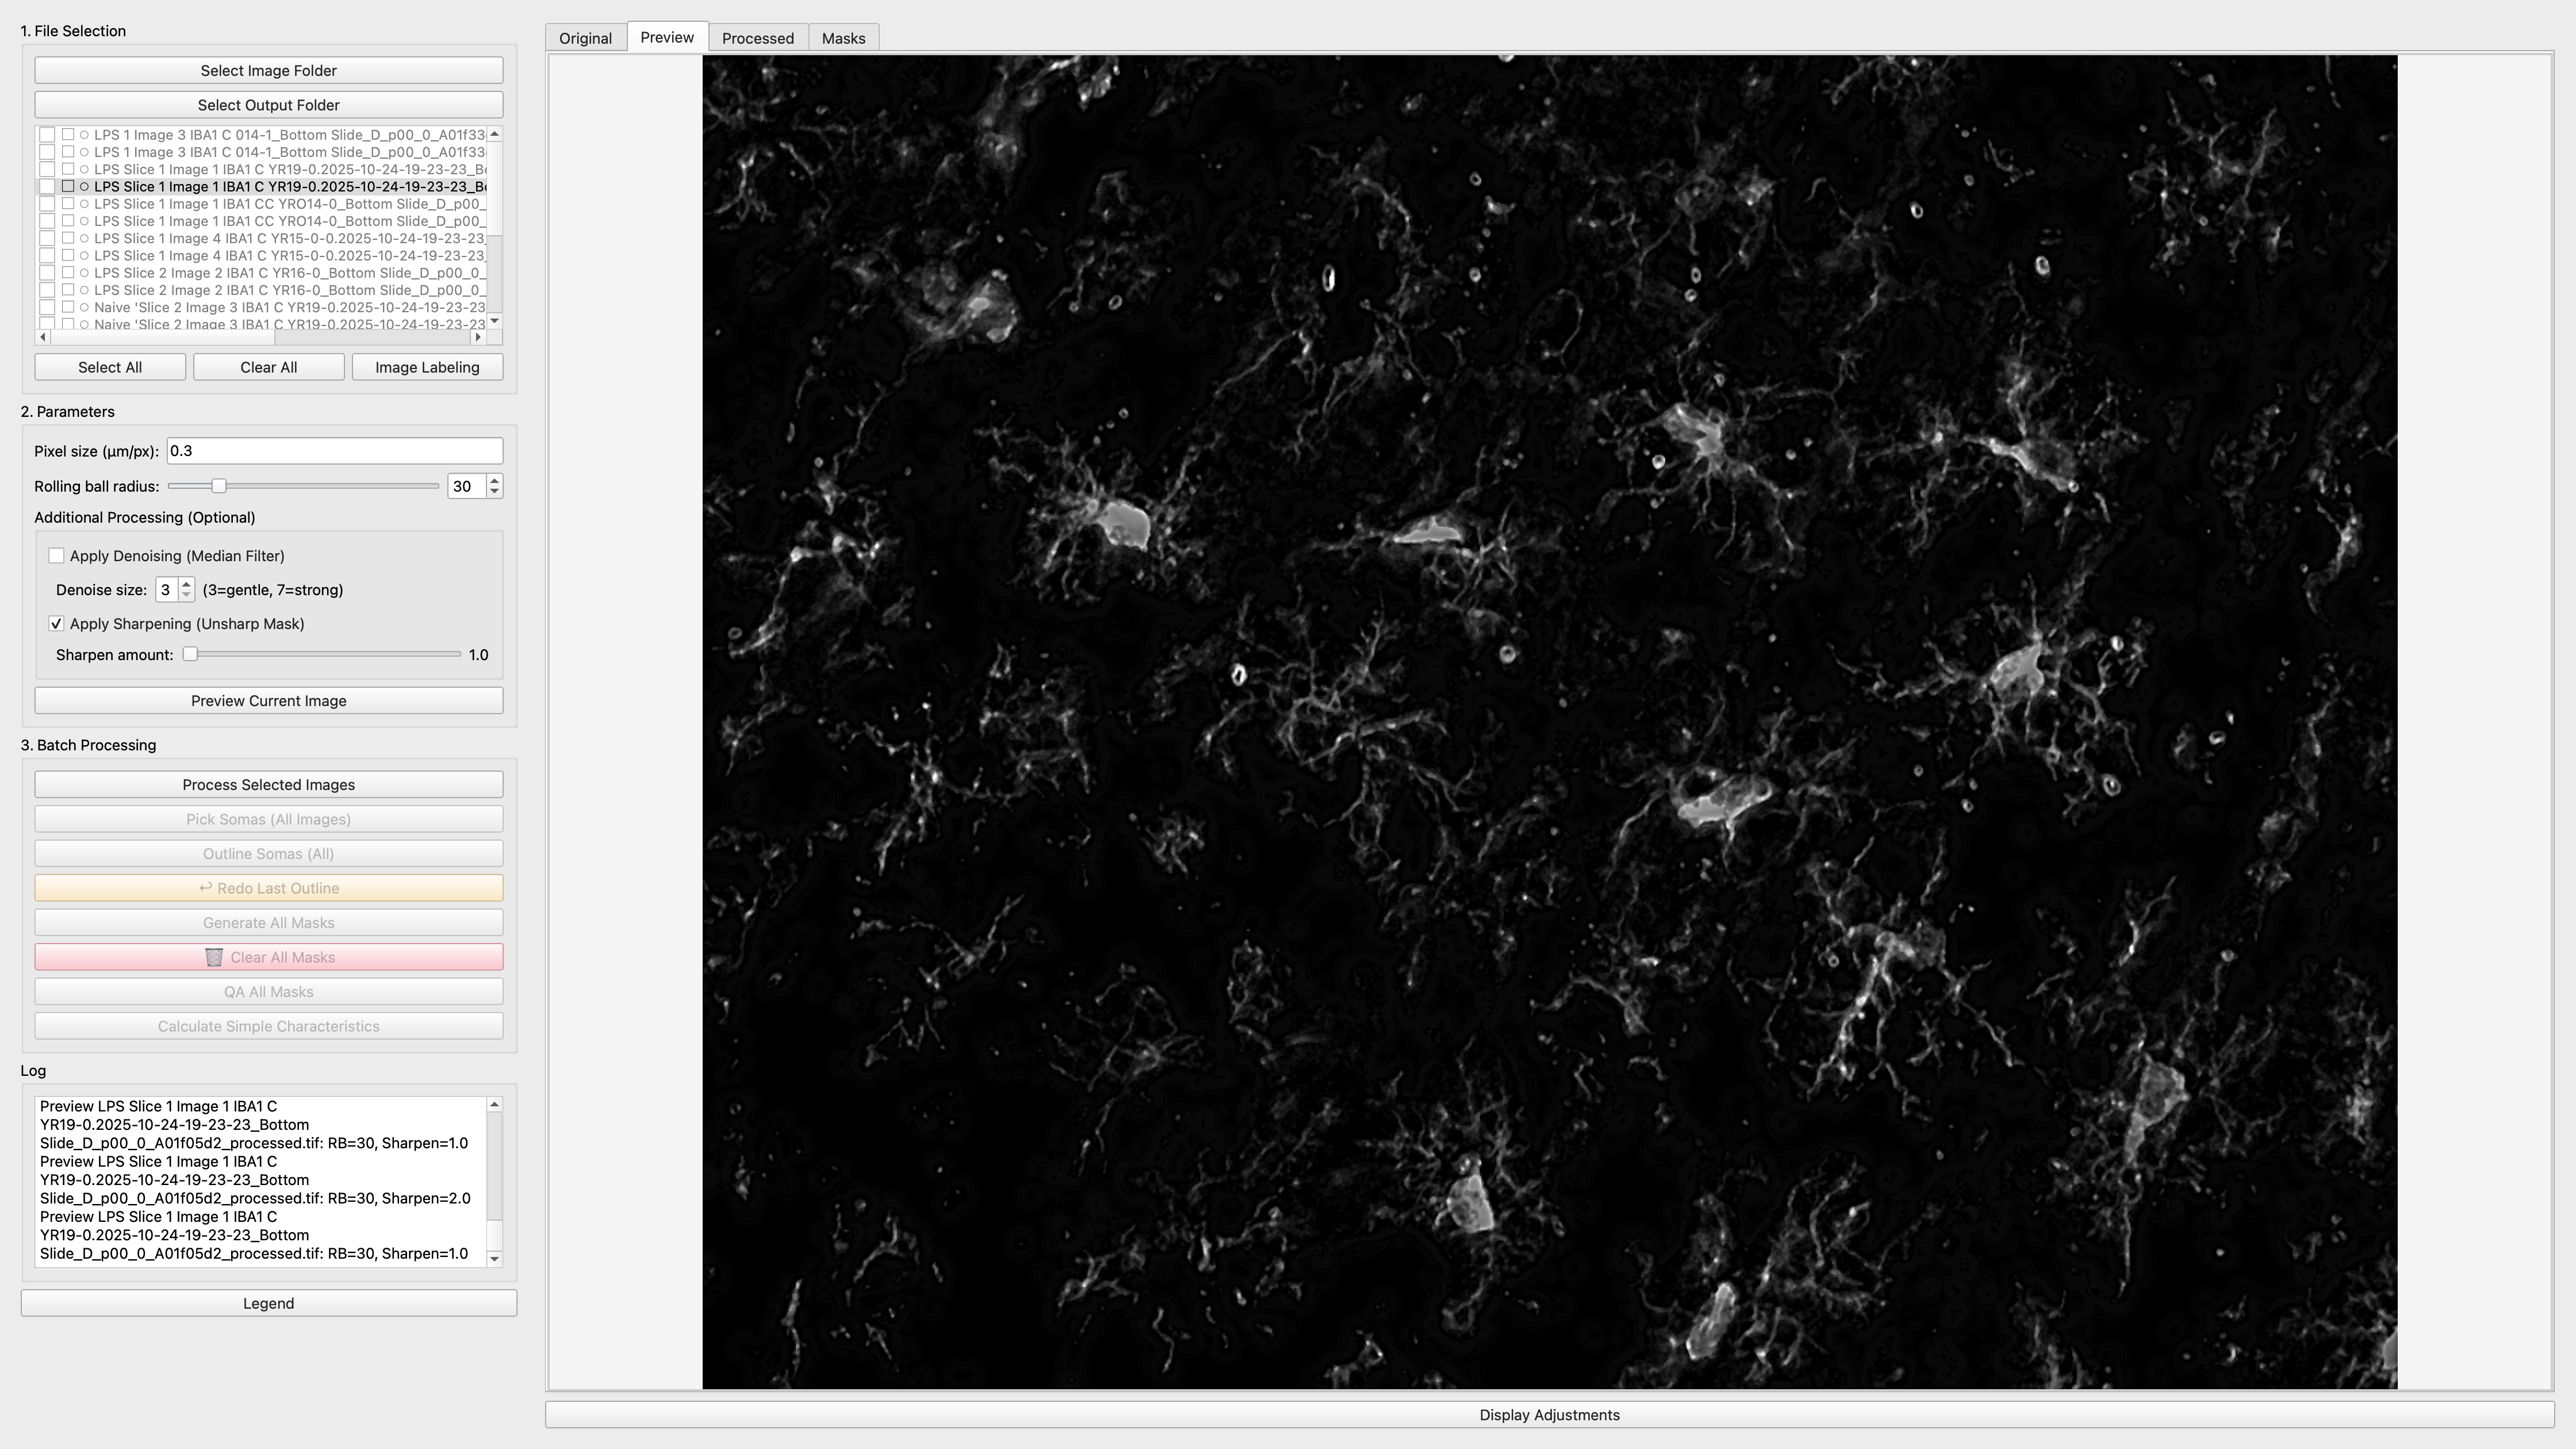 1. File Selection
Select Image Folder
Select Output Folder
LPS 1 Image 3 IBA1 C 014-1_Bottom Slide_D_p00_0_A01f33
LPS 1 Image 3 IBA1 C 014-1_Bottom Slide_D_p00_0_A01f33
LPS Slice 1 Image 1 IBA1 C YR19-0.2025-10-24-19-23-23_Bo
LPS Slice 1 Image 1 IBA1 C YR19-0.2025-10-24-19-23-23_Bo
LPS Slice 1 Image 1 IBA1 CC YRO14-0_Bottom Slide_D_p00_
LPS Slice 1 Image 1 IBA1 CC YRO14-0_Bottom Slide_D_p00_
LPS Slice 1 Image 4 IBA1 C YR15-0-0.2025-10-24-19-23-23_
LPS Slice 1 Image 4 IBA1 C YR15-0-0.2025-10-24-19-23-23_
LPS Slice 2 Image 2 IBA1 C YR16-0_Bottom Slide_D_p00_0_
LPS Slice 2 Image 2 IBA1 C YR16-0_Bottom Slide_D_p00_0_
Naive 'Slice 2 Image 3 IBA1 C YR19-0.2025-10-24-19-23-23
Naive 'Slice 2 Image 3 IBA1 C YR19-0.2025-10-24-19-23-23
Select All
Clear All
Image Labeling
2. Parameters
Pixel size (µm/px): 0.3
Rolling ball radius: 30
Additional Processing (Optional)
Apply Denoising (Median Filter)
Denoise size: 3 (3=gentle, 7=strong)
Apply Sharpening (Unsharp Mask)
Sharpen amount: 1.0
Preview Current Image
3. Batch Processing
Process Selected Images
Pick Somas (All Images)
Outline Somas (All)
↩ Redo Last Outline
Generate All Masks
Clear All Masks
QA All Masks
Calculate Simple Characteristics
Log
Preview LPS Slice 1 Image 1 IBA1 C
YR19-0.2025-10-24-19-23-23_Bottom
Slide_D_p00_0_A01f05d2_processed.tif: RB=30, Sharpen=1.0
Preview LPS Slice 1 Image 1 IBA1 C
YR19-0.2025-10-24-19-23-23_Bottom
Slide_D_p00_0_A01f05d2_processed.tif: RB=30, Sharpen=2.0
Preview LPS Slice 1 Image 1 IBA1 C
YR19-0.2025-10-24-19-23-23_Bottom
Slide_D_p00_0_A01f05d2_processed.tif: RB=30, Sharpen=1.0
Legend
Original
Preview
Processed
Masks
Display Adjustments